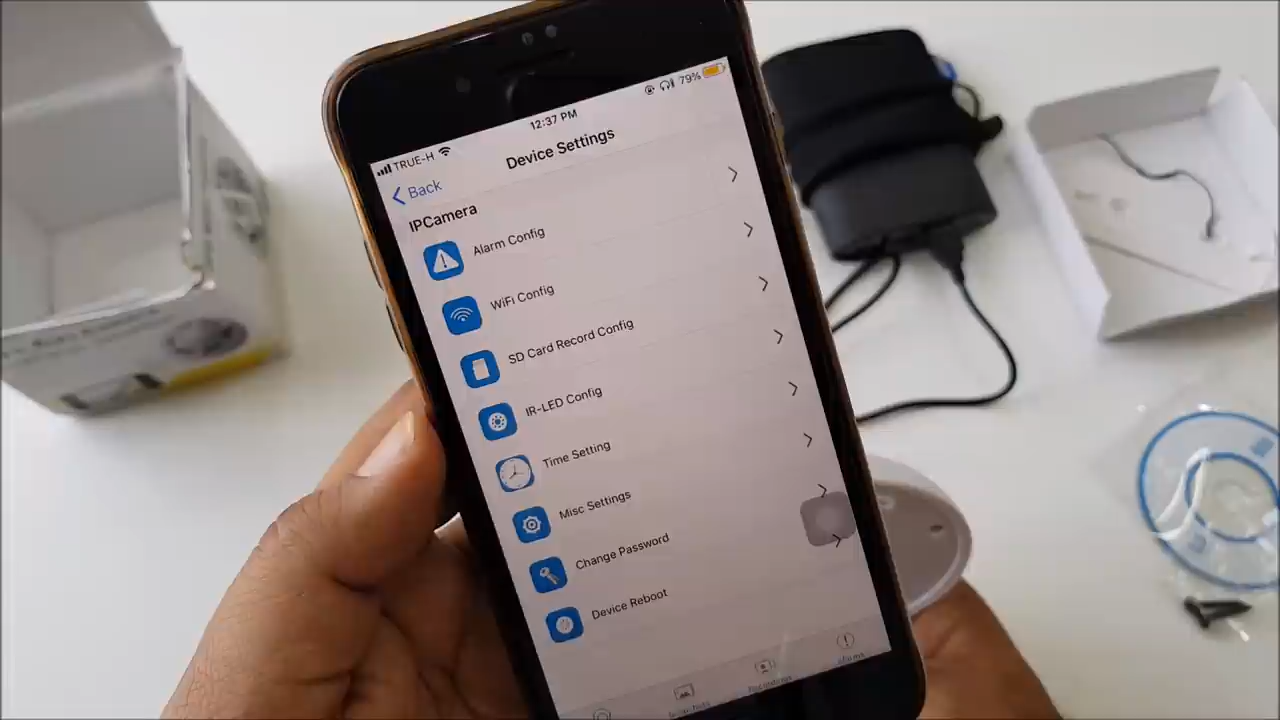 TRUE-H
12:37 PM
79%
Back
Device Settings
IPCamera
Alarm Config
WiFi Config
SD Card Record Config
IR-LED Config
Time Setting
Misc Settings
Change Password
Device Reboot